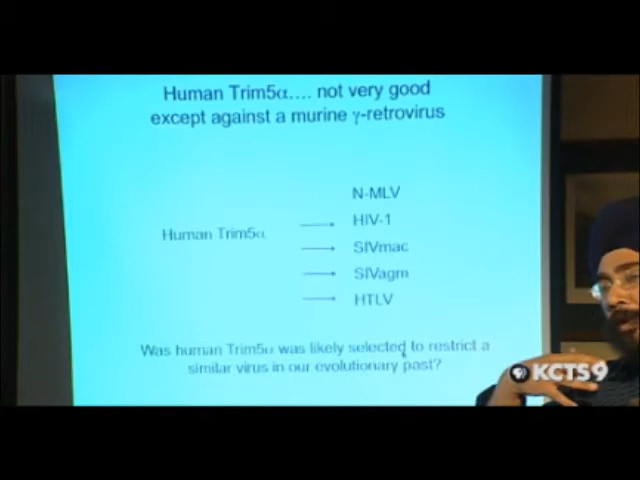 Human Trim5α.... not very good
except against a murine γ-retrovirus
N-MLV
Human Trim5α
HIV-1
SIVmac
SIVagm
HTLV
Was human Trim5α was likely selected to restrict a
similar virus in our evolutionary past?
KCTS9